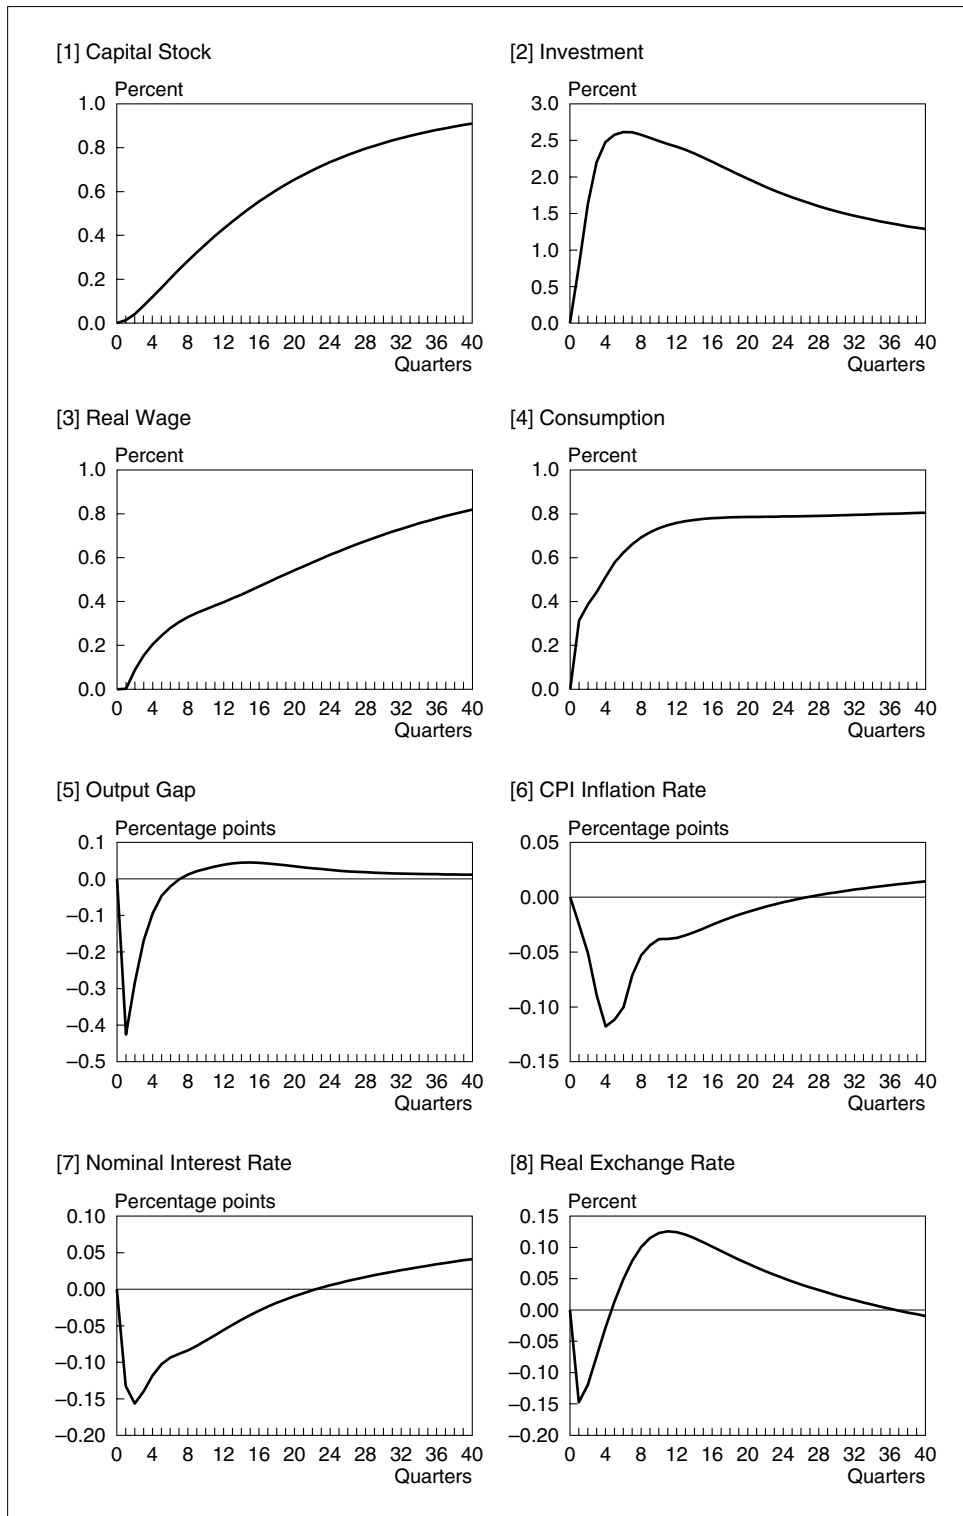 [1] Capital Stock
Percent
1.0
0.8
0.6
0.4
0.2
0.0
0 4 8 12 16 20 24 28 32 36 40
Quarters
[2] Investment
Percent
3.0
2.5
2.0
1.5
1.0
0.5
0.0
0 4 8 12 16 20 24 28 32 36 40
Quarters
[3] Real Wage
Percent
1.0
0.8
0.6
0.4
0.2
0.0
0 4 8 12 16 20 24 28 32 36 40
Quarters
[4] Consumption
Percent
1.0
0.8
0.6
0.4
0.2
0.0
0 4 8 12 16 20 24 28 32 36 40
Quarters
[5] Output Gap
Percentage points
0.1
0.0
–0.1
–0.2
–0.3
–0.4
–0.5
0 4 8 12 16 20 24 28 32 36 40
Quarters
[6] CPI Inflation Rate
Percentage points
0.05
0.00
–0.05
–0.10
–0.15
0 4 8 12 16 20 24 28 32 36 40
Quarters
[7] Nominal Interest Rate
Percentage points
0.10
0.05
0.00
–0.05
–0.10
–0.15
–0.20
0 4 8 12 16 20 24 28 32 36 40
Quarters
[8] Real Exchange Rate
Percent
0.15
0.10
0.05
0.00
–0.05
–0.10
–0.15
–0.20
0 4 8 12 16 20 24 28 32 36 40
Quarters